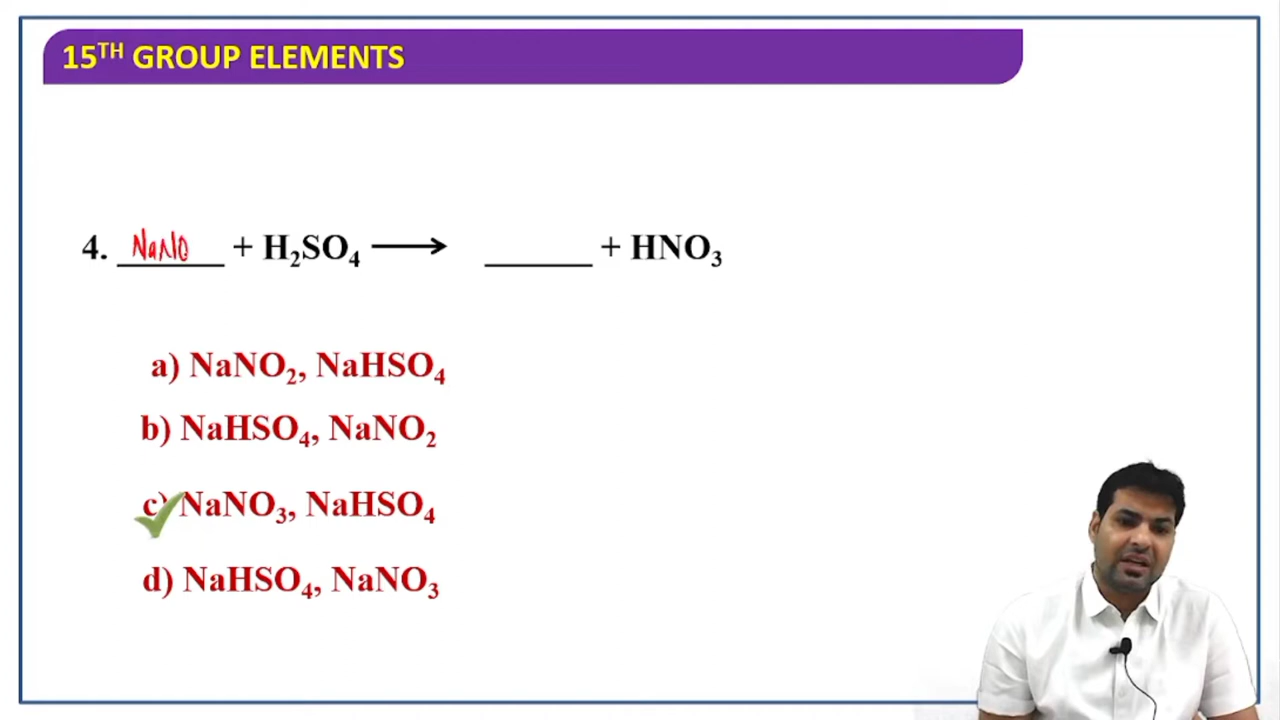 15TH GROUP ELEMENTS
4. NaNO + H2SO4 ⟶ ______ + HNO3
a) NaNO2, NaHSO4
b) NaHSO4, NaNO2
c) NaNO3, NaHSO4
d) NaHSO4, NaNO3